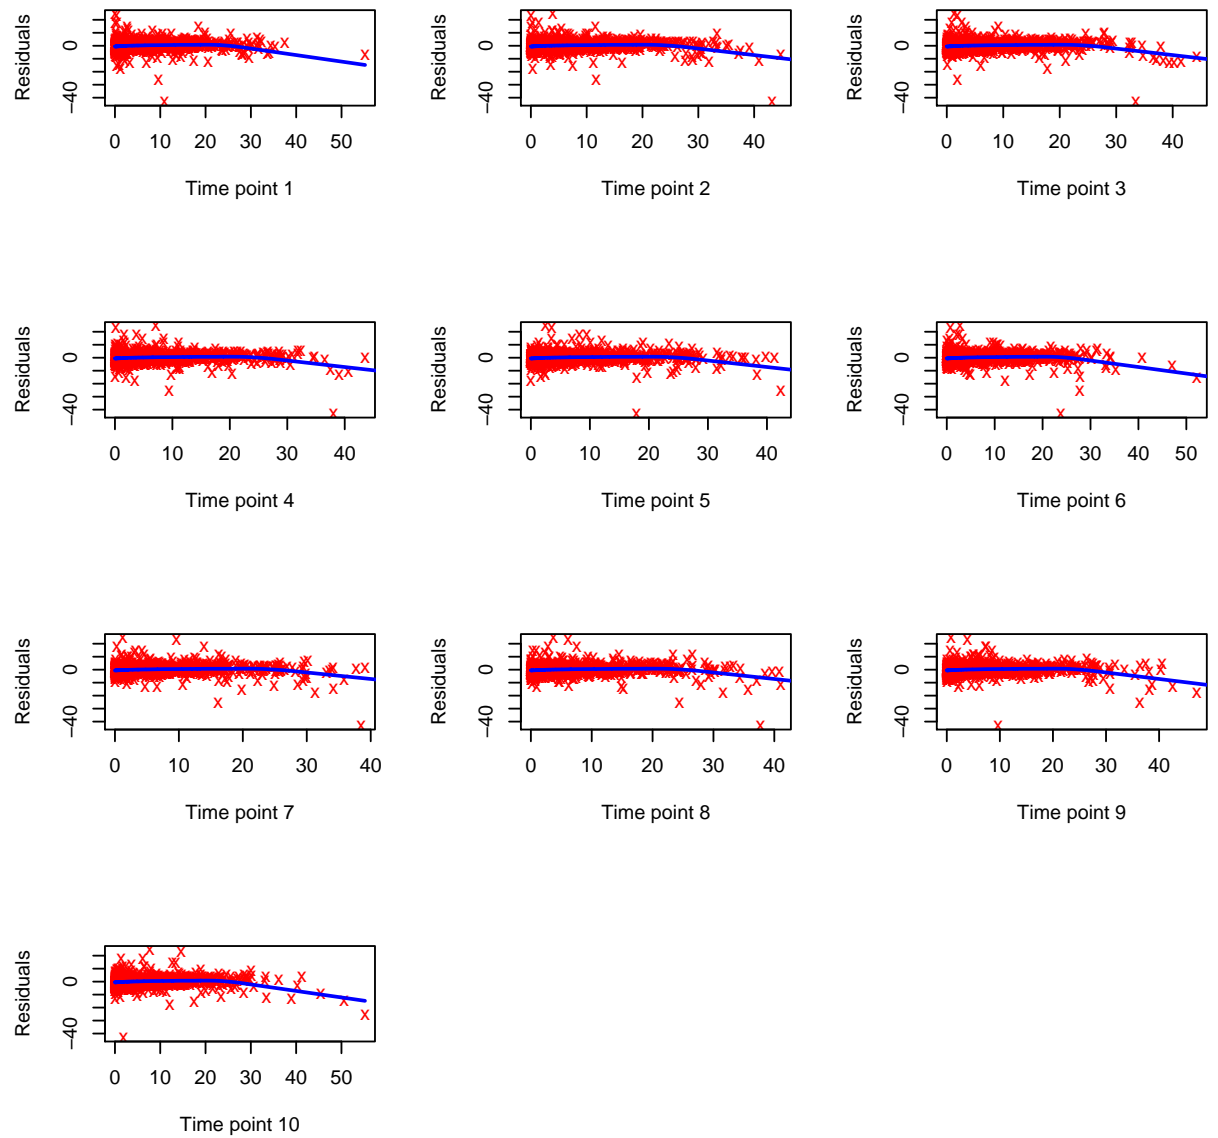 Residuals
0
−40
0 10 20 30 40 50
Time point 1
Residuals
0
−40
0 10 20 30 40
Time point 2
Residuals
0
−40
0 10 20 30 40
Time point 3
Residuals
0
−40
0 10 20 30 40
Time point 4
Residuals
0
−40
0 10 20 30 40
Time point 5
Residuals
0
−40
0 10 20 30 40 50
Time point 6
Residuals
0
−40
0 10 20 30 40
Time point 7
Residuals
0
−40
0 10 20 30 40
Time point 8
Residuals
0
−40
0 10 20 30 40
Time point 9
Residuals
0
−40
0 10 20 30 40 50
Time point 10